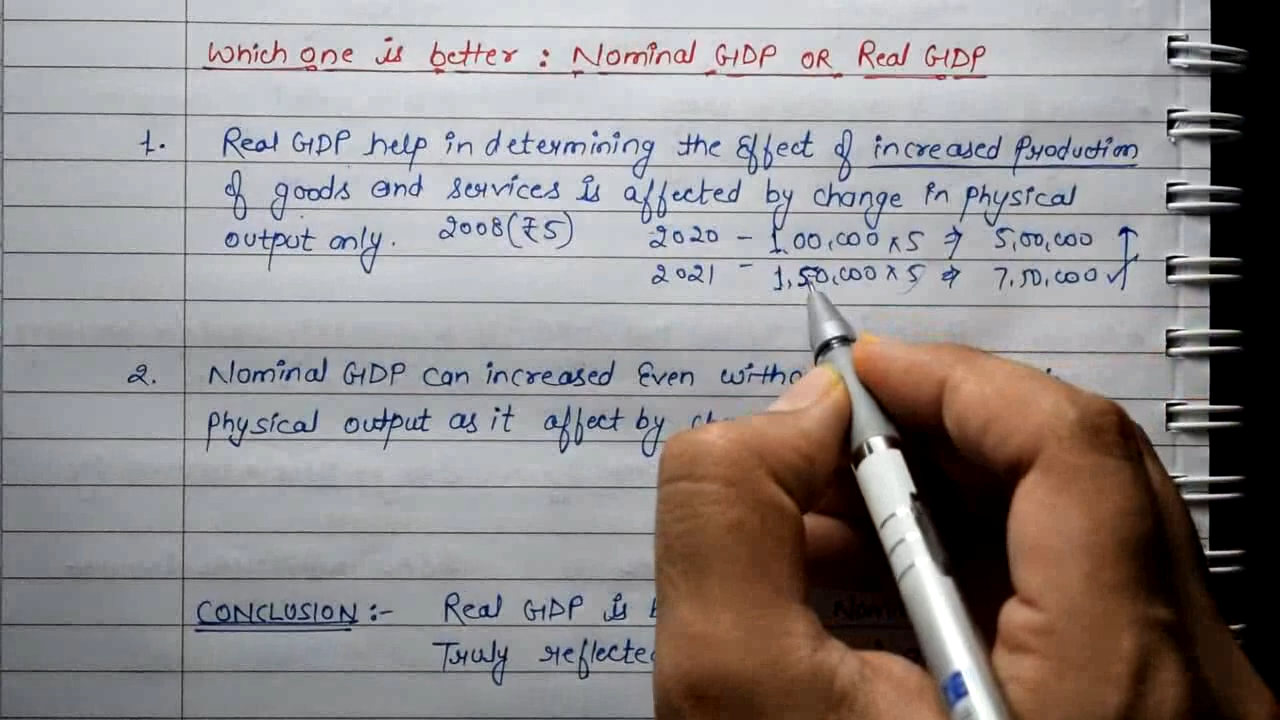 Which one is better : Nominal GDP OR Real GDP
1. Real GDP help in determining the Effect of increased Production
of goods and services is affected by change in physical
output only. 2008(₹5) 2020 - 1,00,000 x 5 ⇒ 5,00,000 ↑
2021 - 1,50,000 x 5 ⇒ 7,50,000 ✓
2. Nominal GDP can increased Even
physical output as it affect by
CONCLUSION :- Real GDP is
Truly reflected